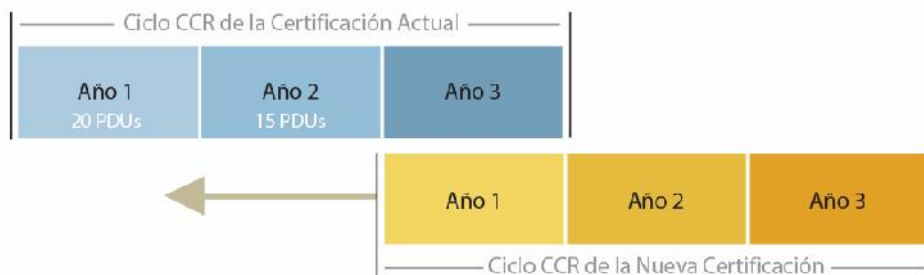 Ciclo CCR de la Certificación Actual
Año 1 Año 2 Año 3
20 PDUs 15 PDUs
Año 1 Año 2 Año 3
Ciclo CCR de la Nueva Certificación